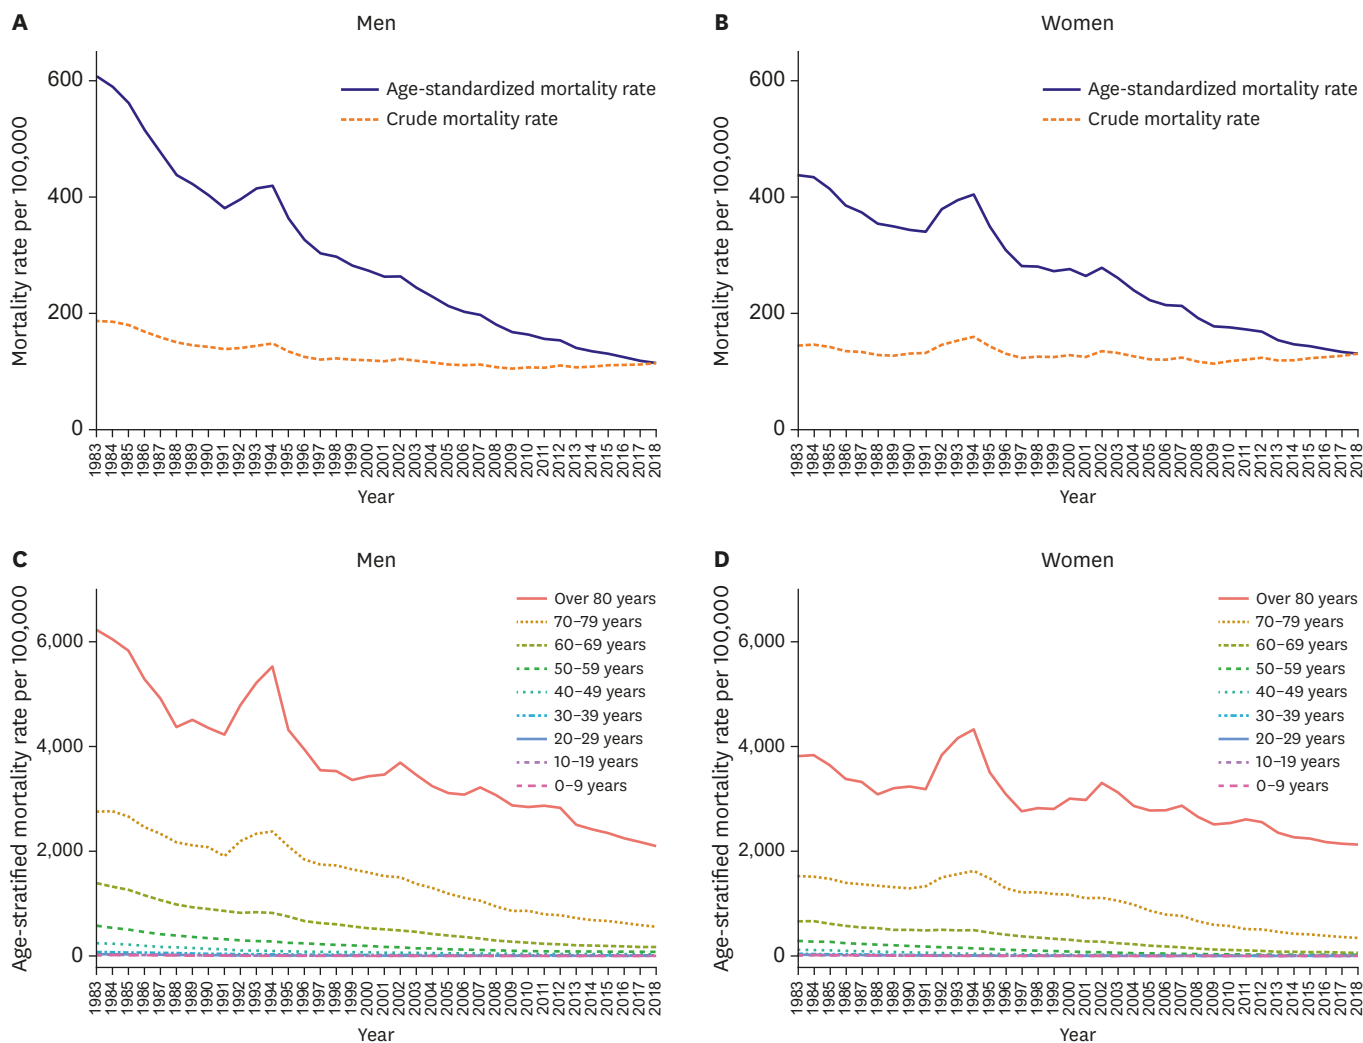 A
Men
Mortality rate per 100,000
600
400
200
0
Age-standardized mortality rate
Crude mortality rate
1983 1984 1985 1986 1987 1988 1989 1990 1991 1992 1993 1994 1995 1996 1997 1998 1999 2000 2001 2002 2003 2004 2005 2006 2007 2008 2009 2010 2011 2012 2013 2014 2015 2016 2017 2018
Year
B
Women
Mortality rate per 100,000
600
400
200
0
Age-standardized mortality rate
Crude mortality rate
1983 1984 1985 1986 1987 1988 1989 1990 1991 1992 1993 1994 1995 1996 1997 1998 1999 2000 2001 2002 2003 2004 2005 2006 2007 2008 2009 2010 2011 2012 2013 2014 2015 2016 2017 2018
Year
C
Men
Age-stratified mortality rate per 100,000
6,000
4,000
2,000
0
Over 80 years
70–79 years
60–69 years
50–59 years
40–49 years
30–39 years
20–29 years
10–19 years
0–9 years
1983 1984 1985 1986 1987 1988 1989 1990 1991 1992 1993 1994 1995 1996 1997 1998 1999 2000 2001 2002 2003 2004 2005 2006 2007 2008 2009 2010 2011 2012 2013 2014 2015 2016 2017 2018
Year
D
Women
Age-stratified mortality rate per 100,000
6,000
4,000
2,000
0
Over 80 years
70–79 years
60–69 years
50–59 years
40–49 years
30–39 years
20–29 years
10–19 years
0–9 years
1983 1984 1985 1986 1987 1988 1989 1990 1991 1992 1993 1994 1995 1996 1997 1998 1999 2000 2001 2002 2003 2004 2005 2006 2007 2008 2009 2010 2011 2012 2013 2014 2015 2016 2017 2018
Year